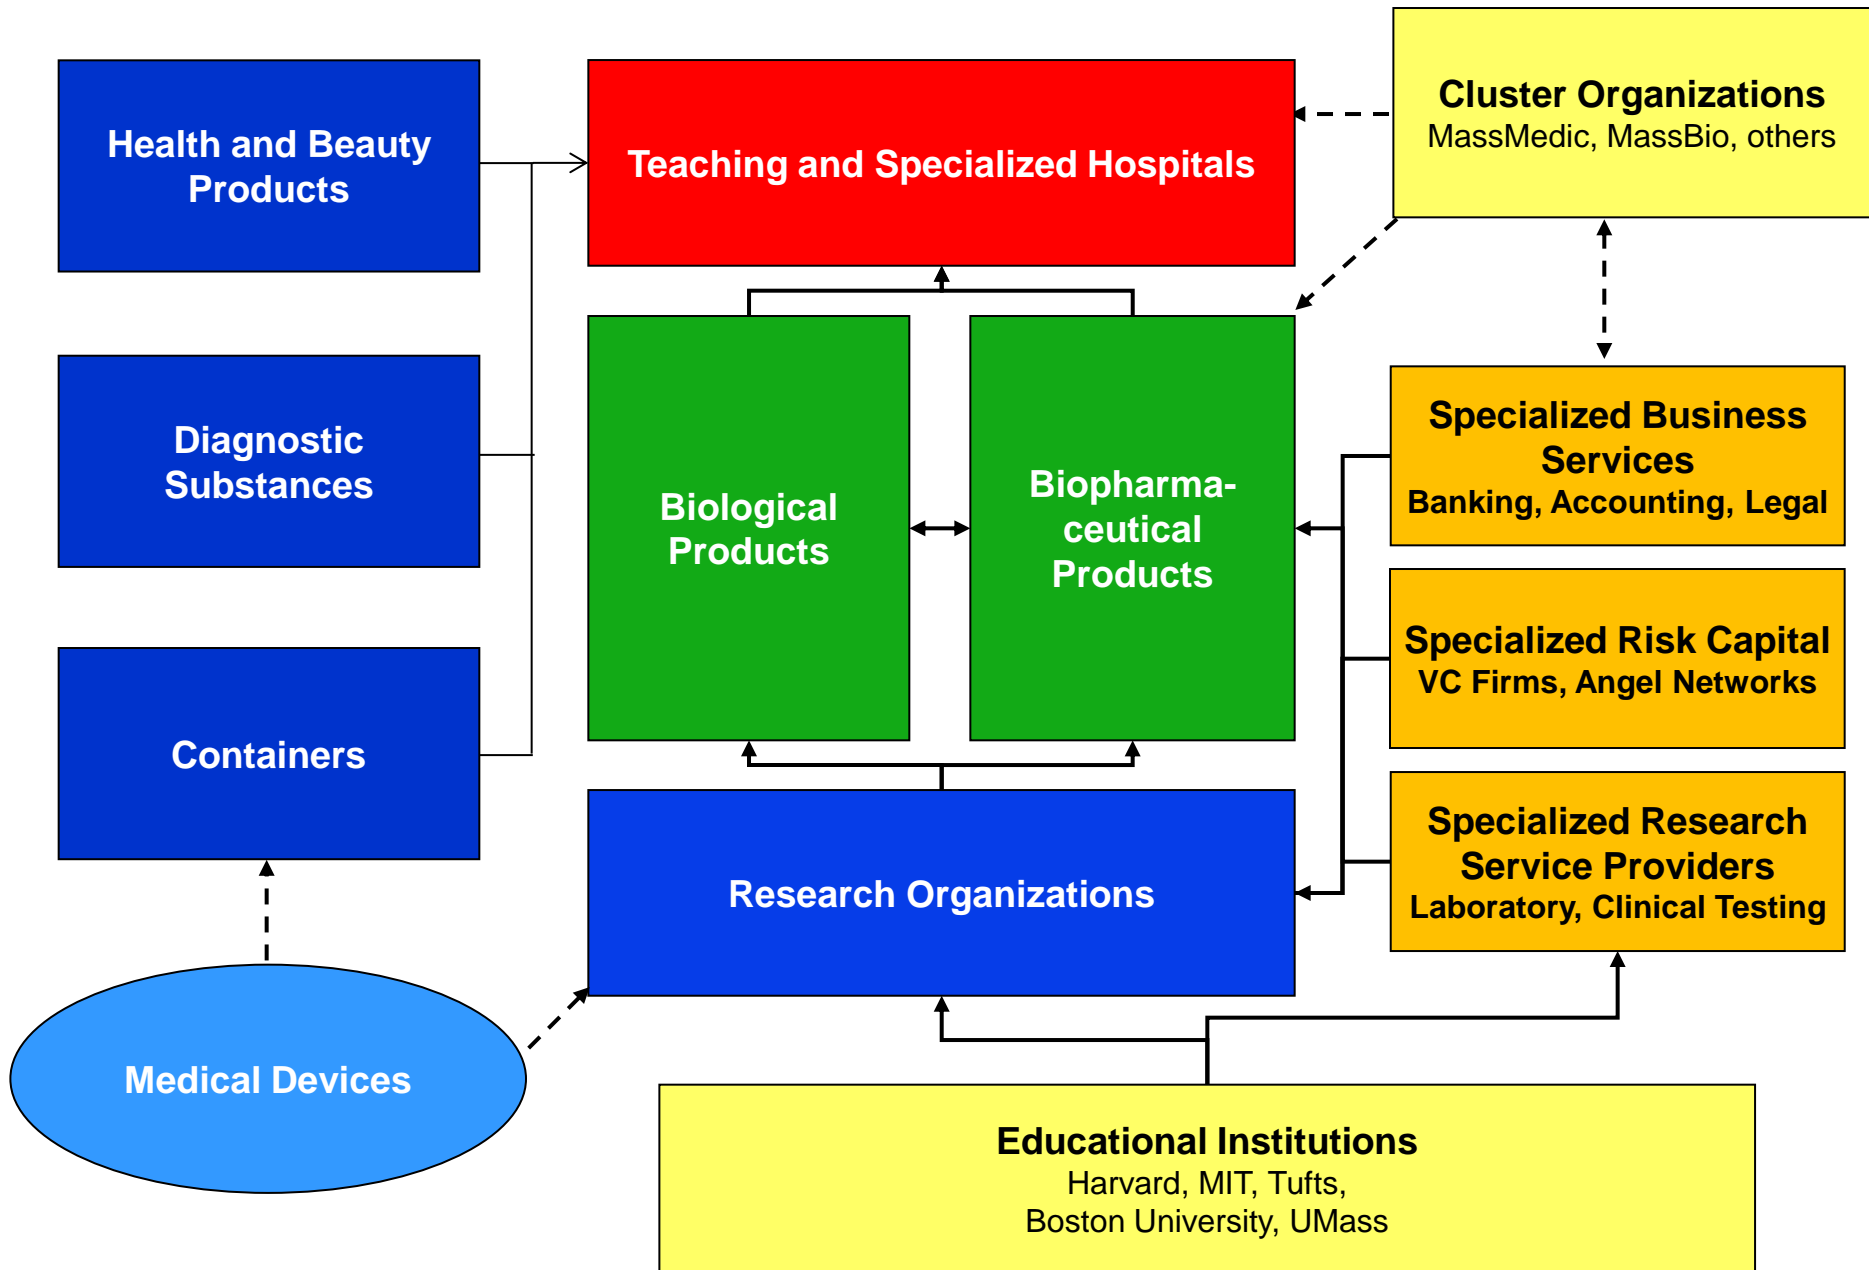 Health and Beauty
Products
Teaching and Specialized Hospitals
Cluster Organizations
MassMedic, MassBio, others
Diagnostic
Substances
Biological
Products
Biopharma-
ceutical
Products
Specialized Business
Services
Banking, Accounting, Legal
Specialized Risk Capital
VC Firms, Angel Networks
Containers
Research Organizations
Specialized Research
Service Providers
Laboratory, Clinical Testing
Medical Devices
Educational Institutions
Harvard, MIT, Tufts,
Boston University, UMass